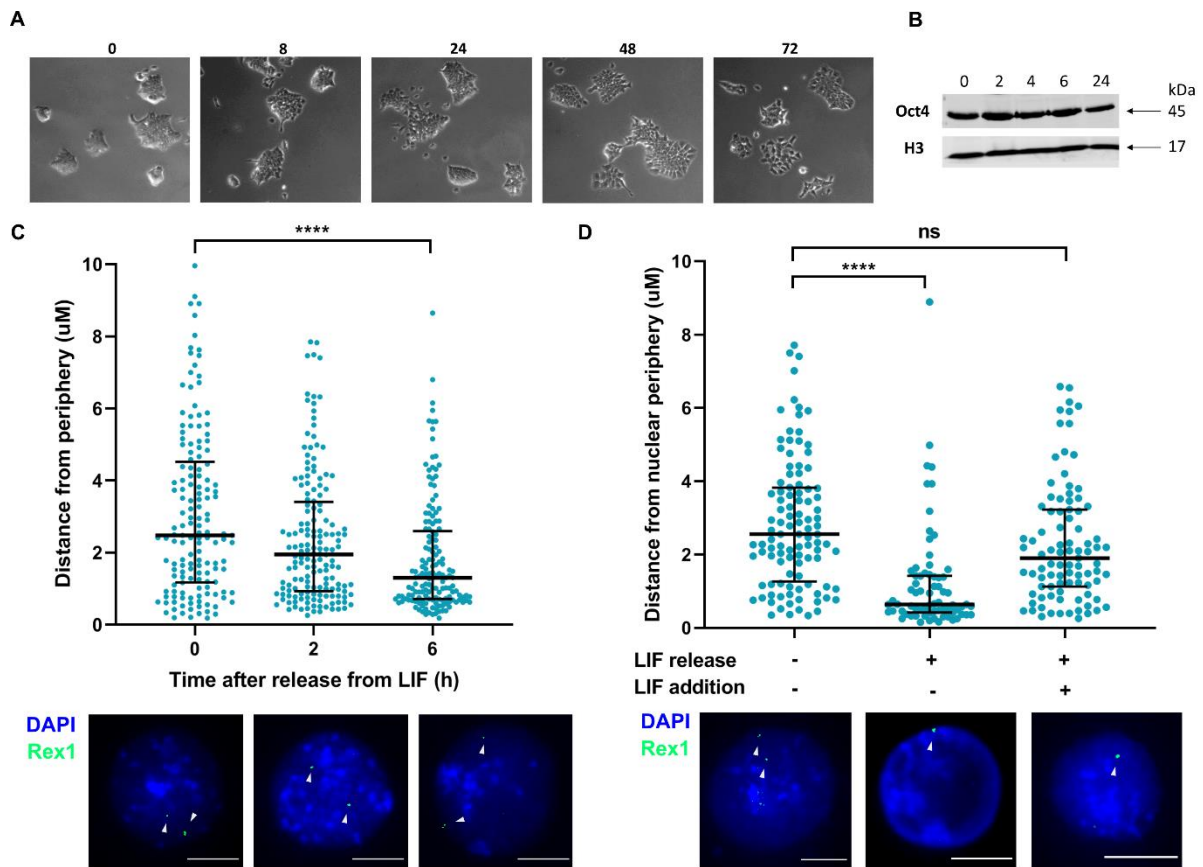 A
0 8 24 48 72
B
0 2 4 6 24
kDa
Oct4 45
H3 17
C
****
Distance from periphery (uM)
10
8
6
4
2
0
0 2 6
Time after release from LIF (h)
DAPI
Rex1
D
ns
****
Distance from nuclear periphery (uM)
10
8
6
4
2
0
LIF release - + +
LIF addition - - +
DAPI
Rex1